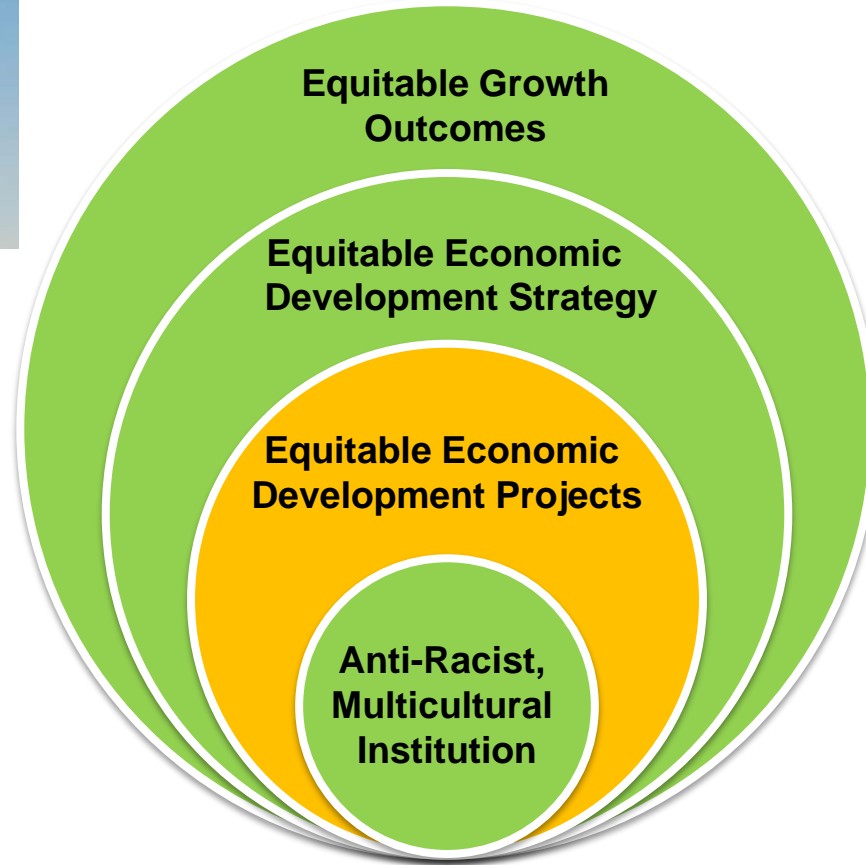 Equitable Growth
Outcomes
Equitable Economic
Development Strategy
Equitable Economic
Development Projects
Anti-Racist,
Multicultural
Institution